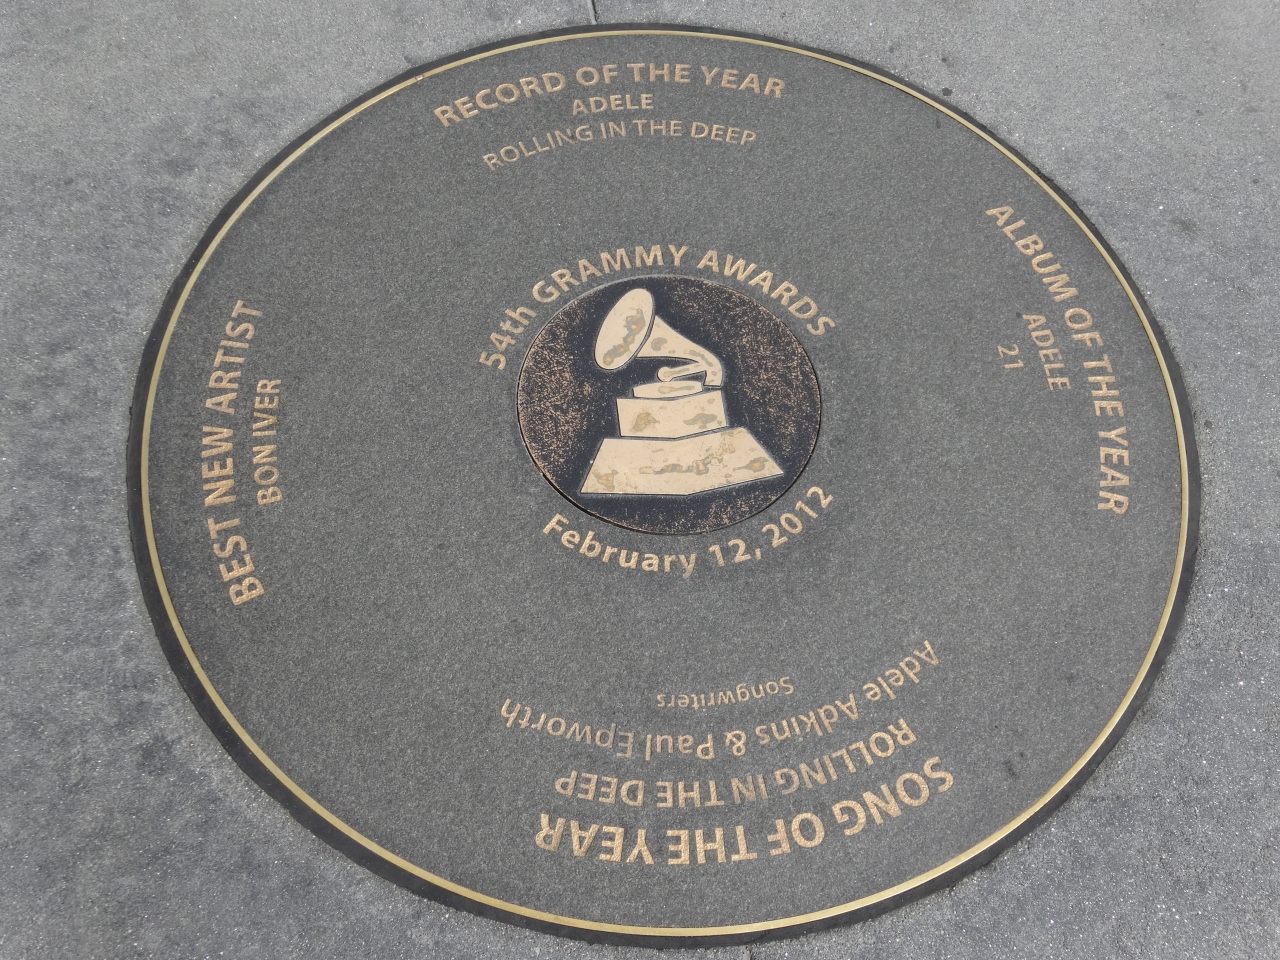 RECORD OF THE YEAR
ADELE
ROLLING IN THE DEEP
ALBUM OF THE YEAR
ADELE
21
54th GRAMMY AWARDS
February 12, 2012
BEST NEW ARTIST
BON IVER
SONG OF THE YEAR
ROLLING IN THE DEEP
Adele Adkins & Paul Epworth
Songwriters